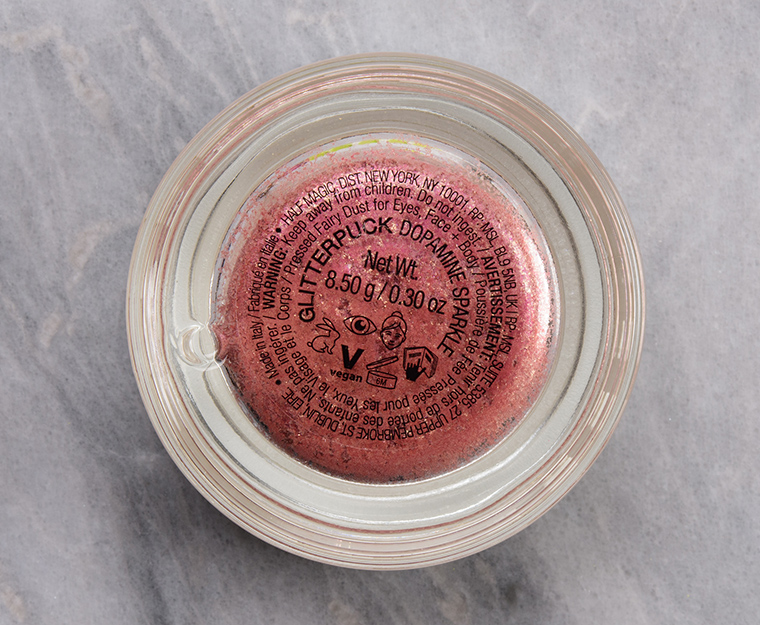 • Made in Italy / Fabriqué en Italie • HALF MAGIC, DIST. NEW YORK, NY 10001. RP: MSL, BL9 5NB, UK I RP: MSL, SUITE 5325, 27 UPPER PEMBROKE ST. DUBLIN, EIRE
WARNING: Keep away from children. Do not ingest. / AVERTISSEMENT: Tenir hors de portée des enfants. Ne pas ingérer. /
Pressed Fairy Dust for Eyes, Face + Body / Poussière de Fée Pressée pour les Yeux, le Visage et le Corps /
GLITTERPUCK DOPAMINE SPARKLE
Net Wt.
8.50 g / 0.30 oz
V
vegan